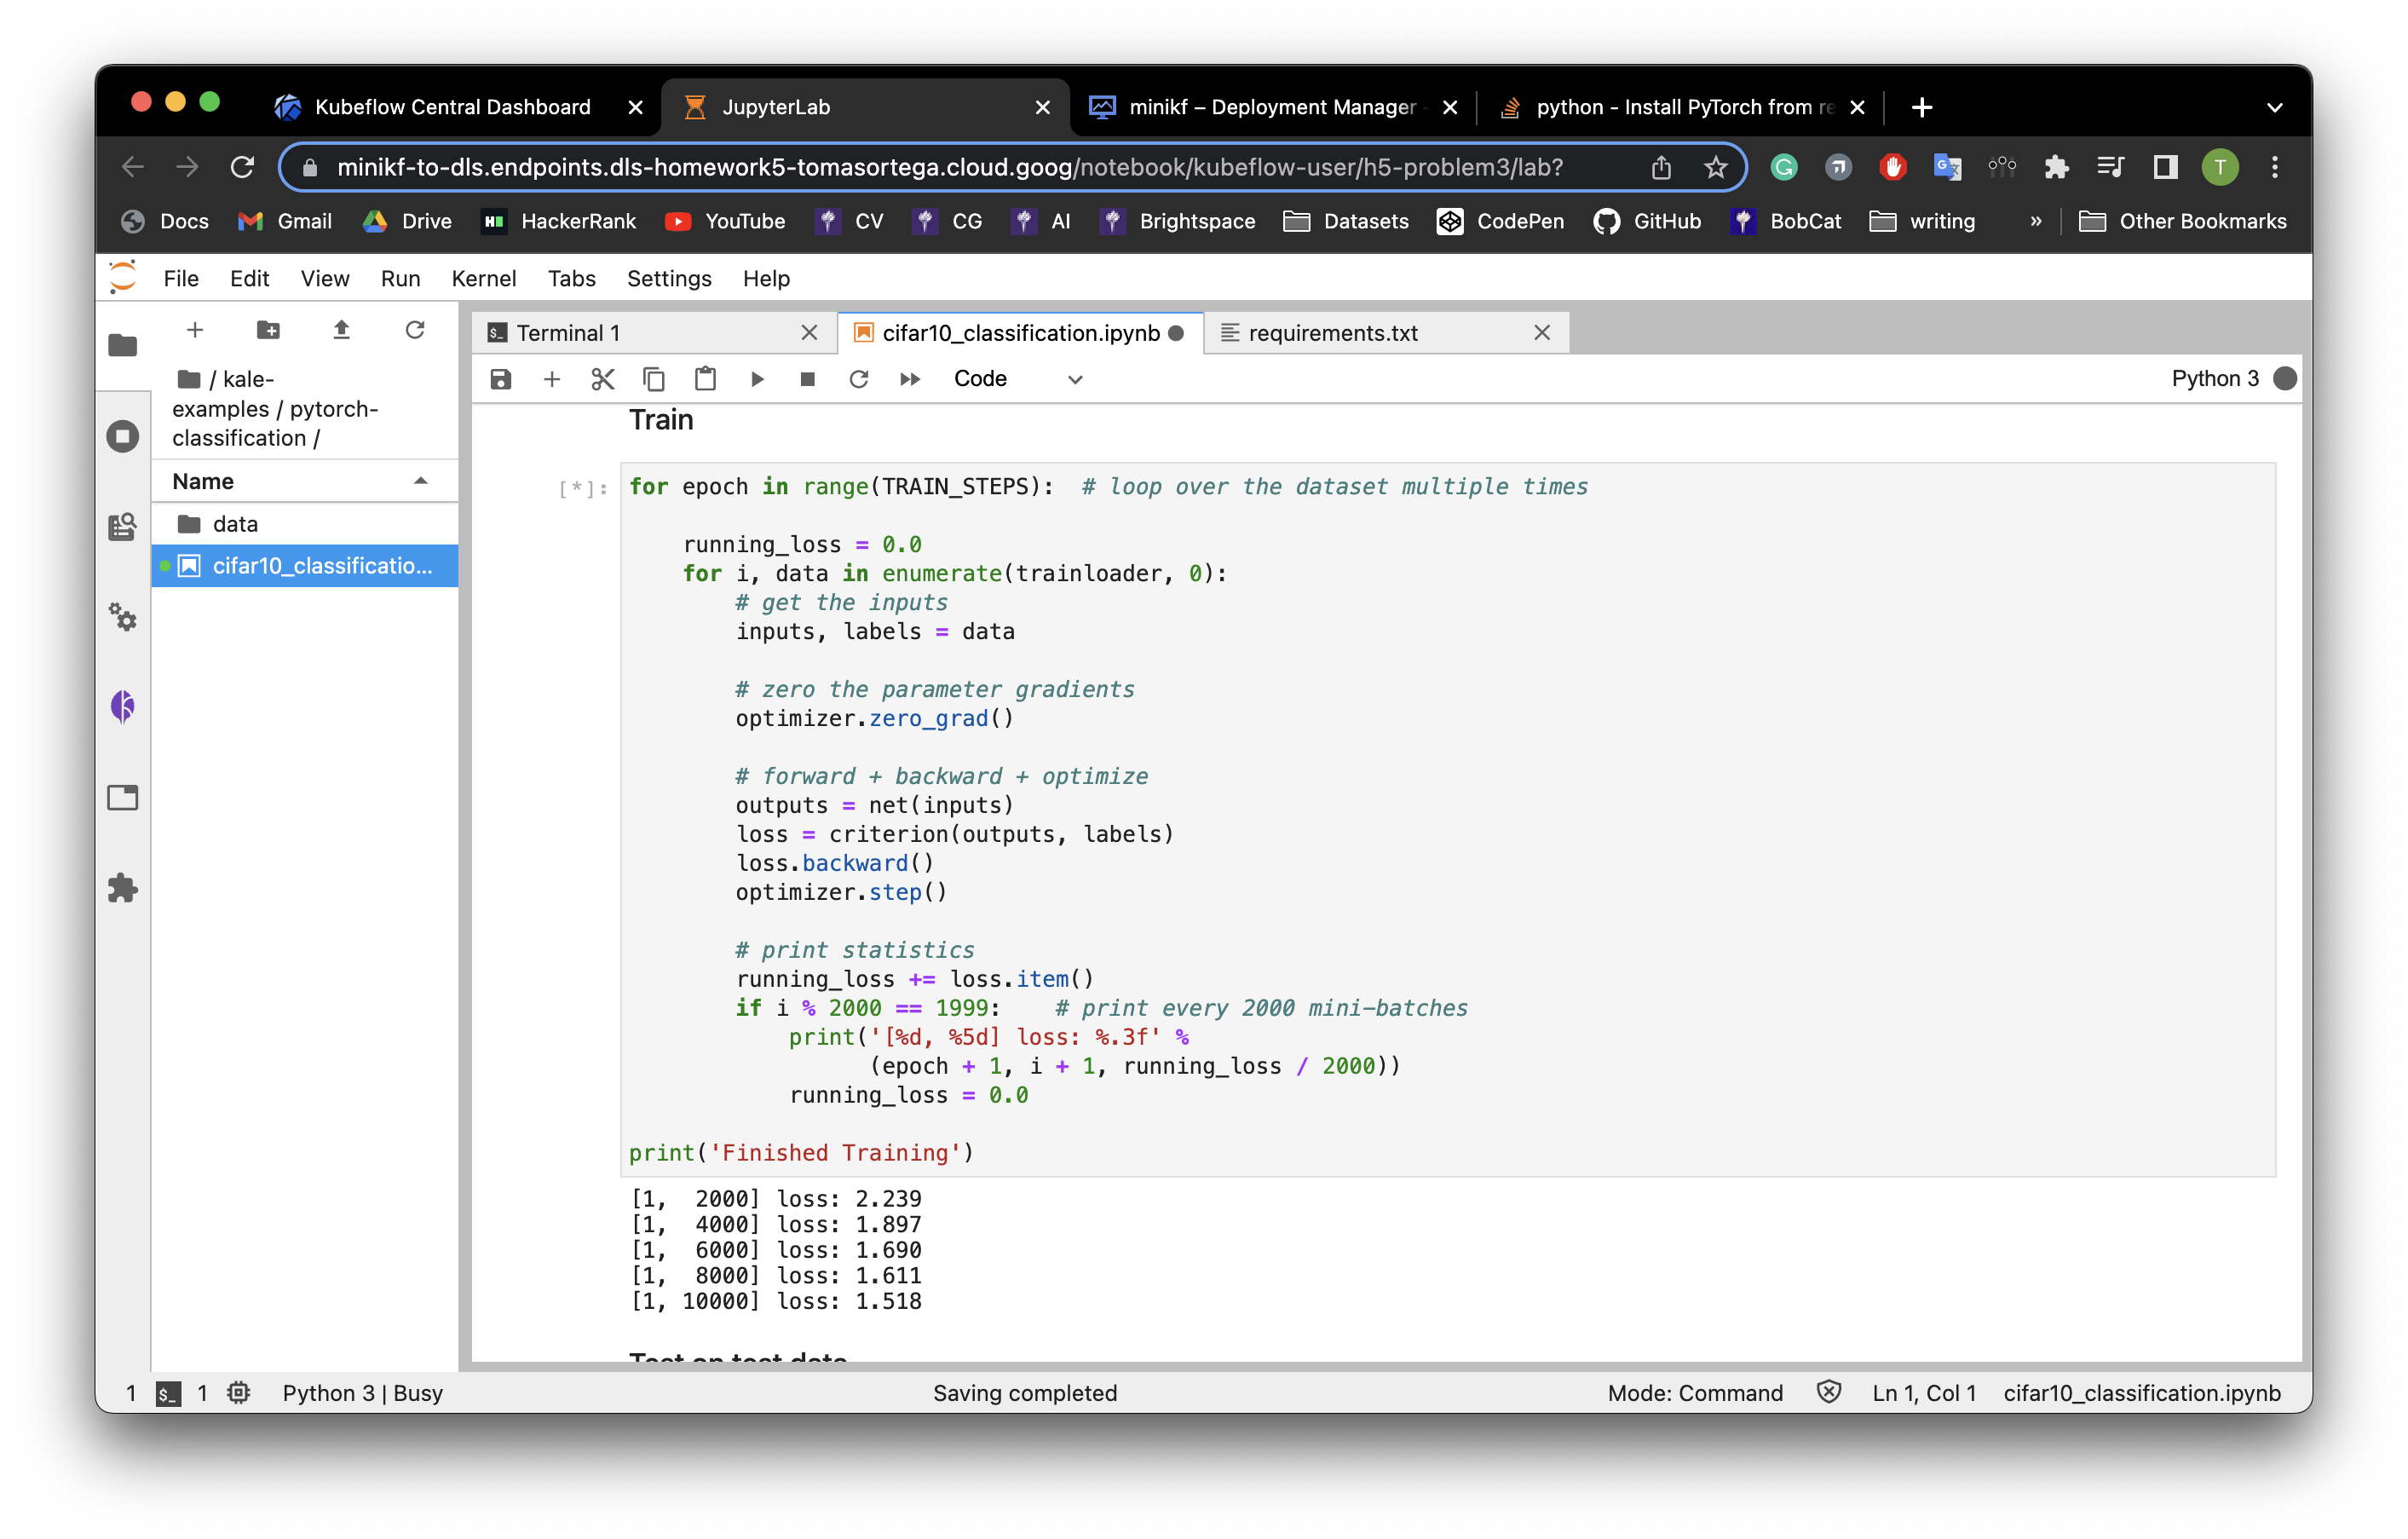 Kubeflow Central Dashboard
JupyterLab
minikf – Deployment Manager -
python - Install PyTorch from re
minikf-to-dls.endpoints.dls-homework5-tomasortega.cloud.goog/notebook/kubeflow-user/h5-problem3/lab?
T
Docs Gmail Drive HackerRank YouTube CV CG AI Brightspace Datasets CodePen GitHub BobCat writing » Other Bookmarks
File Edit View Run Kernel Tabs Settings Help
/ kale-
examples / pytorch-
classification /
Name
data
cifar10_classificatio...
Terminal 1
cifar10_classification.ipynb
requirements.txt
Code
Python 3
Train
[*]:
for epoch in range(TRAIN_STEPS):  # loop over the dataset multiple times
    running_loss = 0.0
    for i, data in enumerate(trainloader, 0):
        # get the inputs
        inputs, labels = data
        # zero the parameter gradients
        optimizer.zero_grad()
        # forward + backward + optimize
        outputs = net(inputs)
        loss = criterion(outputs, labels)
        loss.backward()
        optimizer.step()
        # print statistics
        running_loss += loss.item()
        if i % 2000 == 1999:    # print every 2000 mini-batches
            print('[%d, %5d] loss: %.3f' %
                  (epoch + 1, i + 1, running_loss / 2000))
            running_loss = 0.0
print('Finished Training')
[1,  2000] loss: 2.239
[1,  4000] loss: 1.897
[1,  6000] loss: 1.690
[1,  8000] loss: 1.611
[1, 10000] loss: 1.518
Test on test data
1 $_ 1 Python 3 | Busy Saving completed Mode: Command Ln 1, Col 1 cifar10_classification.ipynb